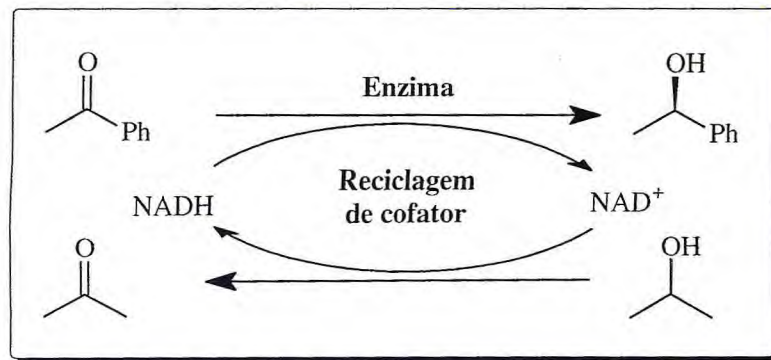 O
OH
Enzima
Ph
Ph
Reciclagem
de cofator
NADH
NAD⁺
O
OH